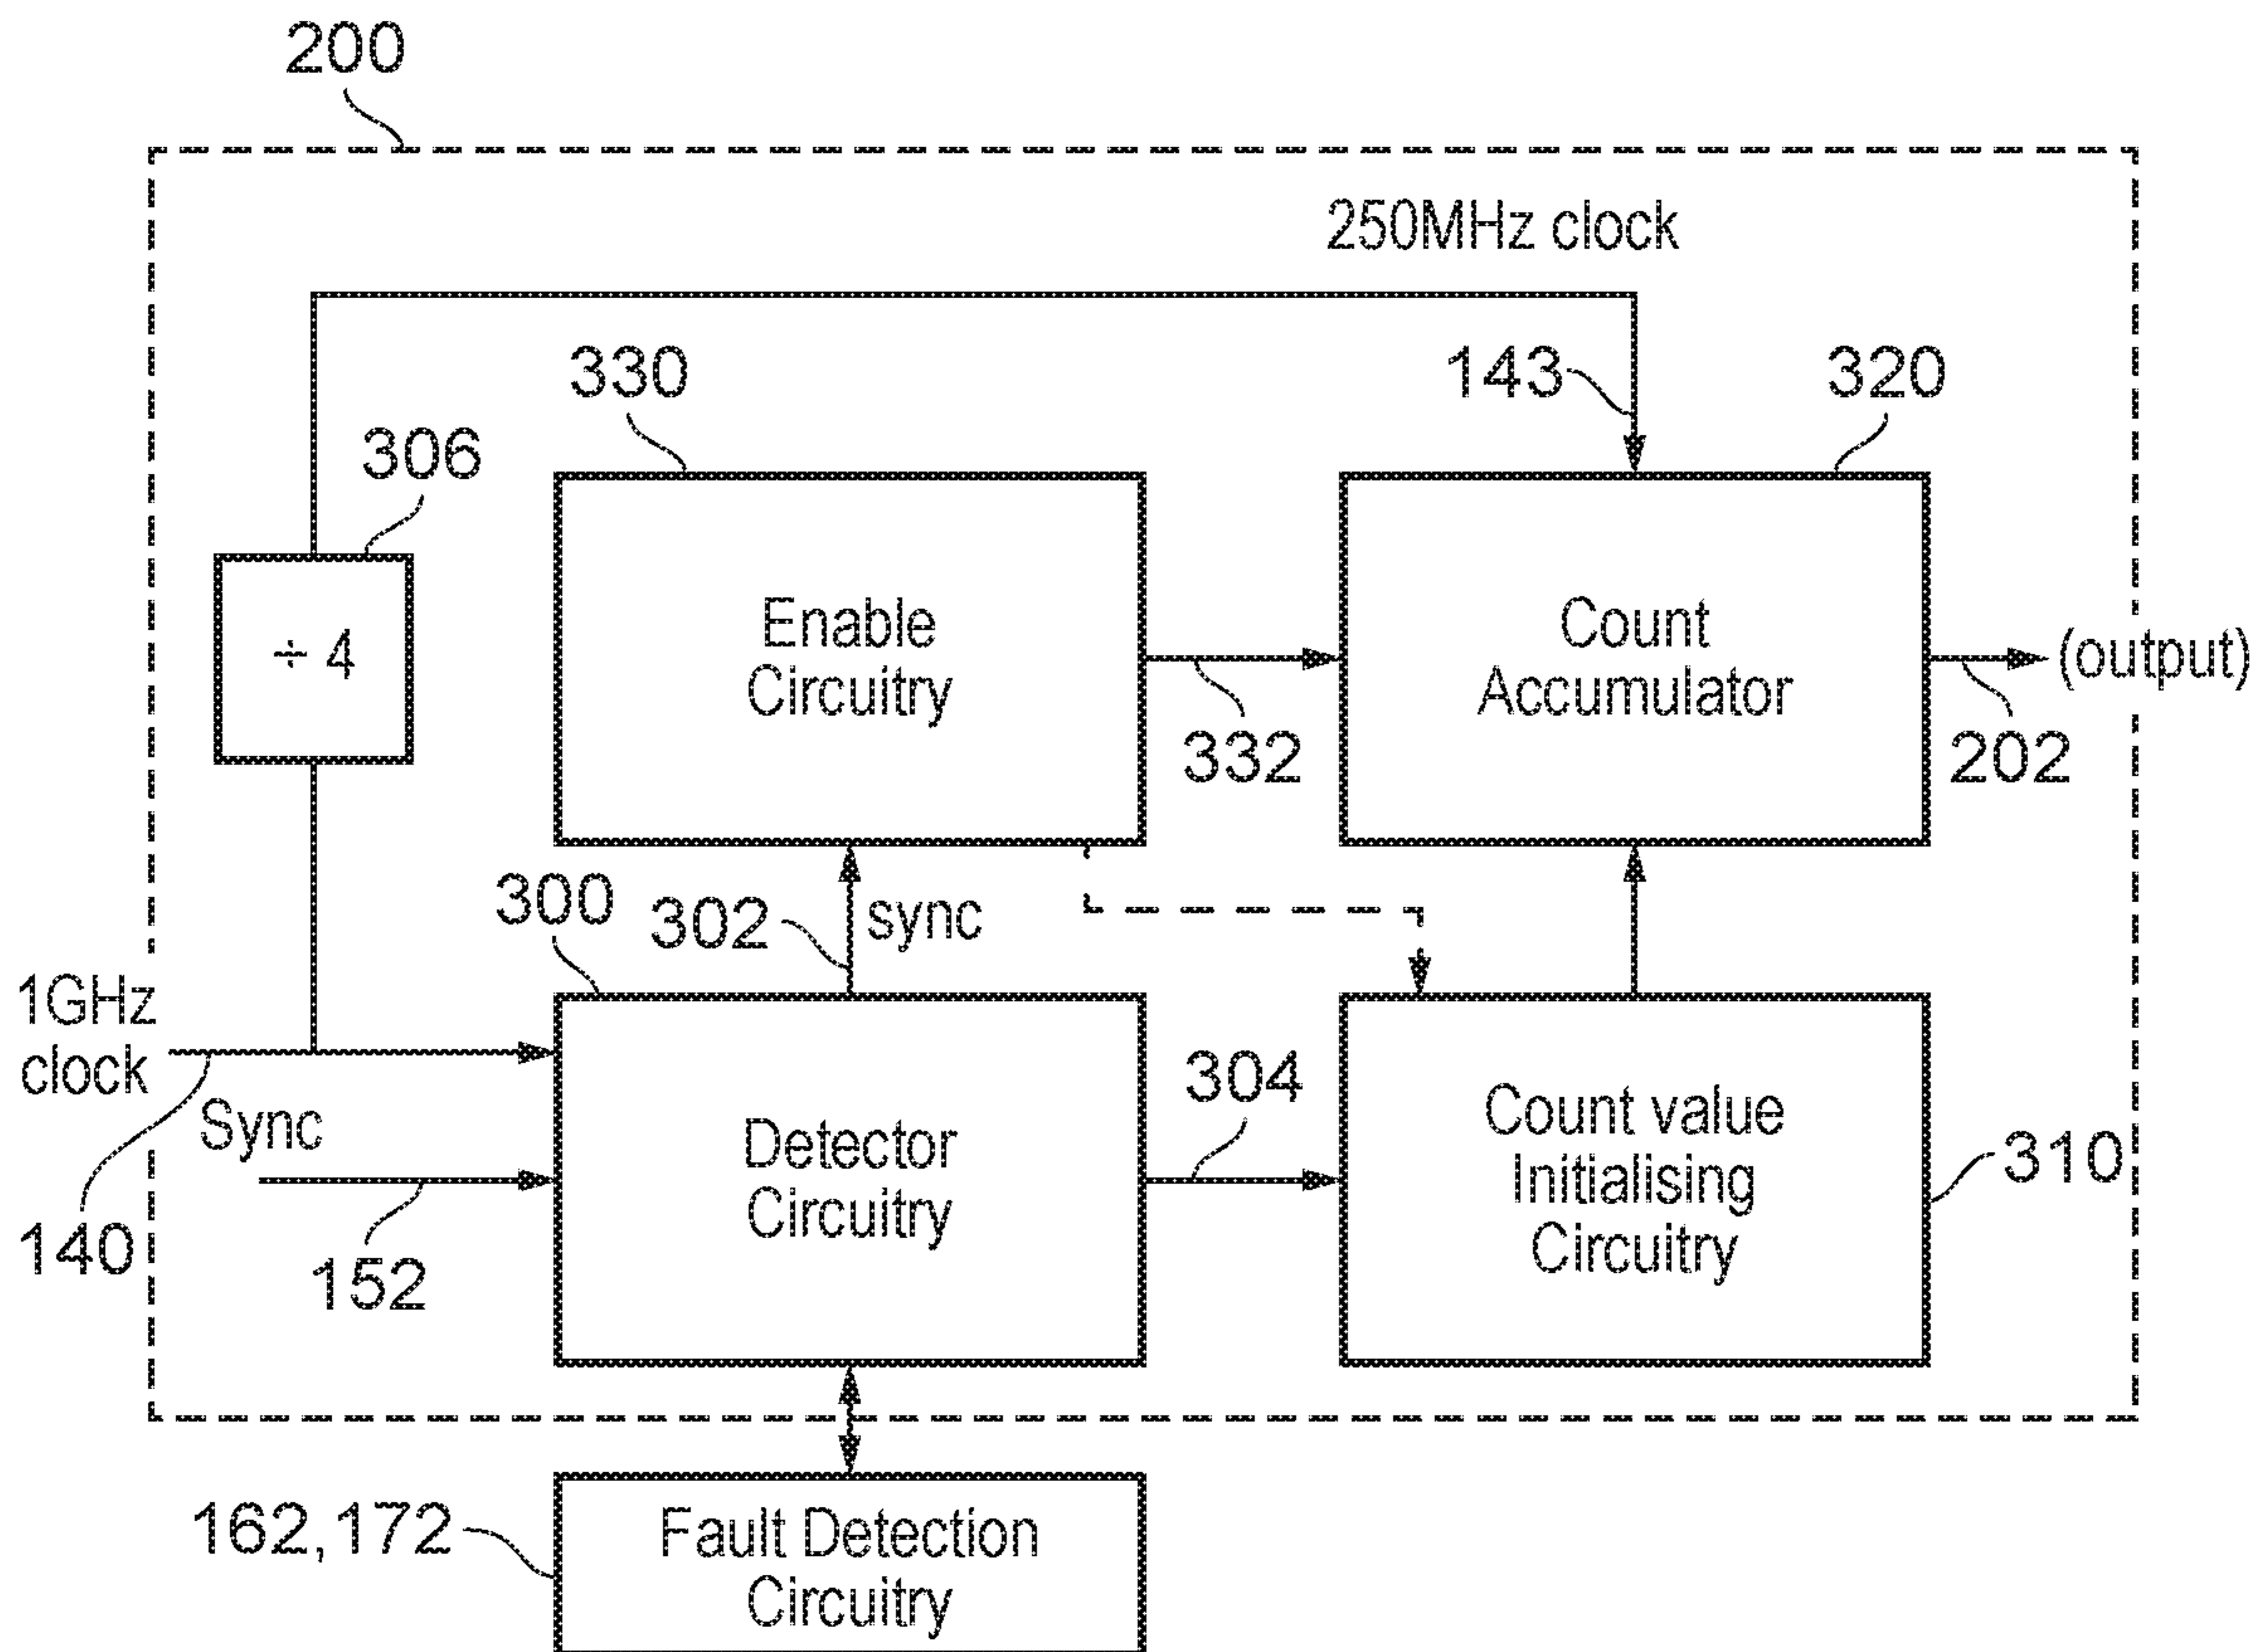 200
250MHz clock
330
143
320
306
÷ 4
Enable
Circuitry
Count
Accumulator
(output)
332
202
300
302
sync
1GHz
clock
304
Sync
Detector
Circuitry
Count value
Initialising
Circuitry
310
140
152
162,172
Fault Detection
Circuitry